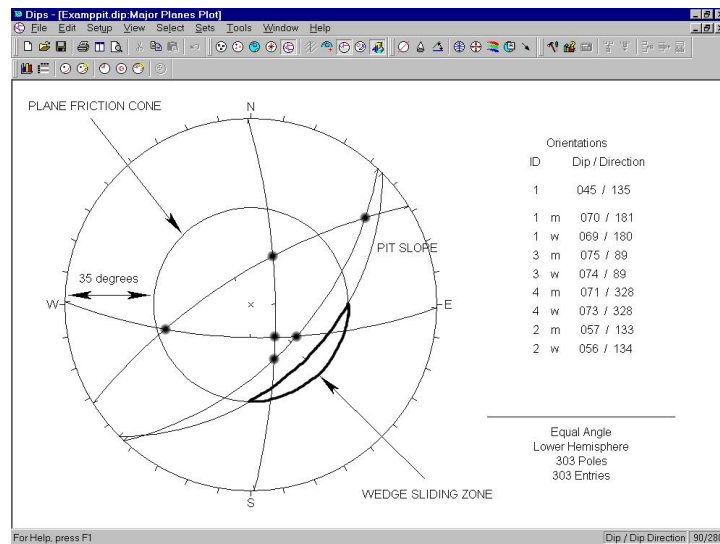 Dips - [Examppit.dip:Major Planes Plot]
File Edit Setup View Select Sets Tools Window Help
PLANE FRICTION CONE
N
Orientations
ID Dip / Direction
1 045 / 135
1 m 070 / 181
1 w 069 / 180
3 m 075 / 89
3 w 074 / 89
4 m 071 / 328
4 w 073 / 328
2 m 057 / 133
2 w 056 / 134
PIT SLOPE
35 degrees
W
E
Equal Angle
Lower Hemisphere
303 Poles
303 Entries
WEDGE SLIDING ZONE
S
For Help, press F1
Dip / Dip Direction